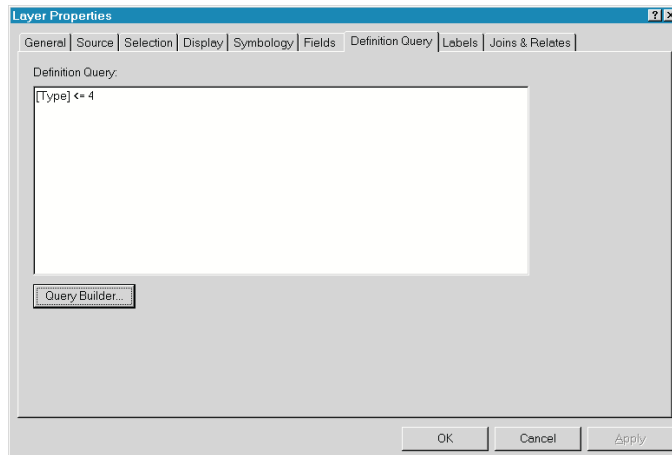 Layer Properties
General Source Selection Display Symbology Fields Definition Query Labels Joins & Relates
Definition Query:
[Type] <= 4
Query Builder...
OK Cancel Apply